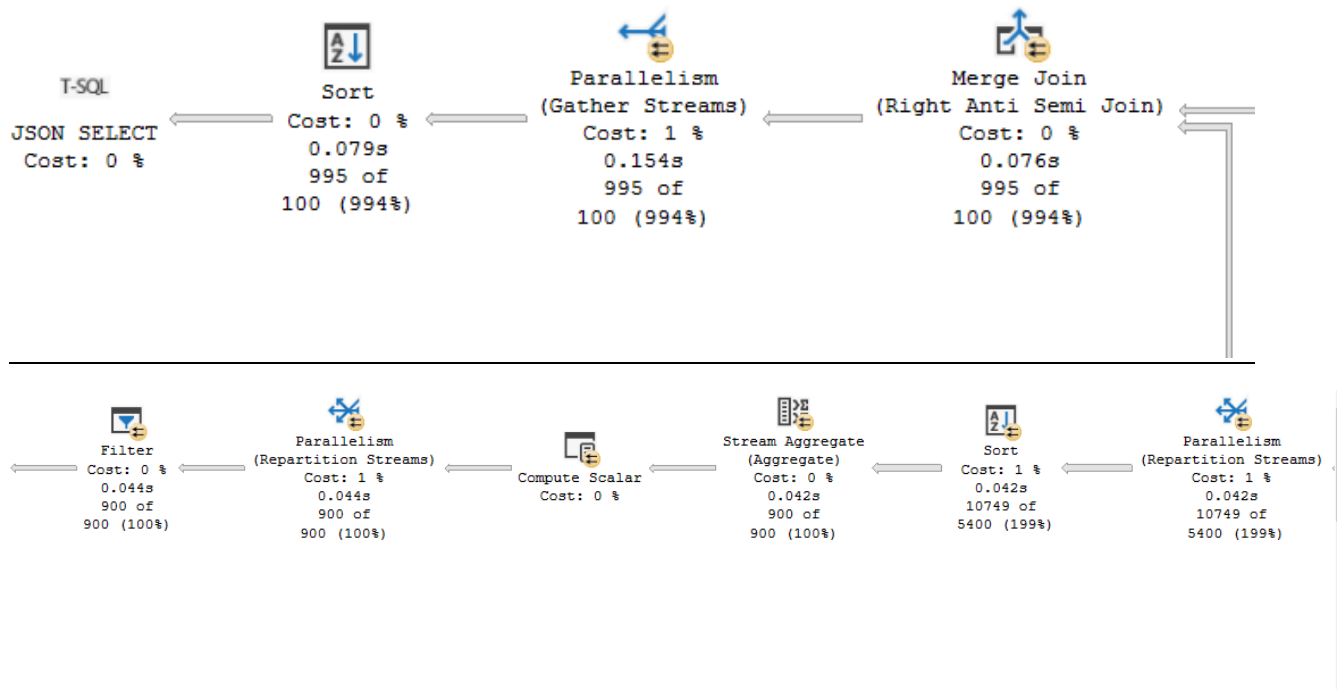 T-SQL
JSON SELECT
Cost: 0 %
Sort
Cost: 0 %
0.079s
995 of
100 (994%)
Parallelism
(Gather Streams)
Cost: 1 %
0.154s
995 of
100 (994%)
Merge Join
(Right Anti Semi Join)
Cost: 0 %
0.076s
995 of
100 (994%)
Filter
Cost: 0 %
0.044s
900 of
900 (100%)
Parallelism
(Repartition Streams)
Cost: 1 %
0.044s
900 of
900 (100%)
Compute Scalar
Cost: 0 %
Stream Aggregate
(Aggregate)
Cost: 0 %
0.042s
900 of
900 (100%)
Sort
Cost: 1 %
0.042s
10749 of
5400 (199%)
Parallelism
(Repartition Streams)
Cost: 1 %
0.042s
10749 of
5400 (199%)